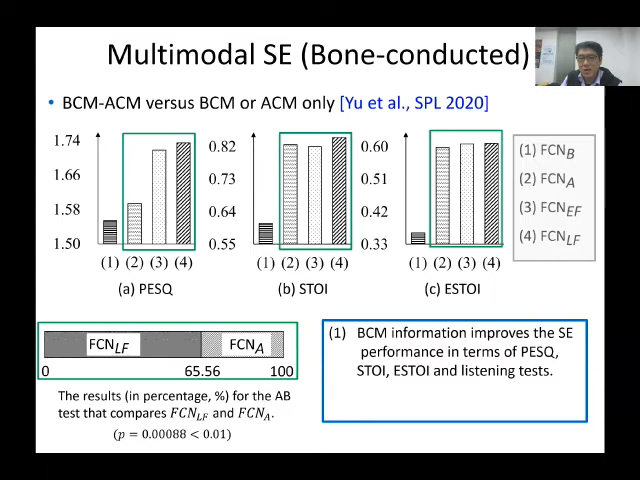 Multimodal SE (Bone-conducted)
• BCM-ACM versus BCM or ACM only [Yu et al., SPL 2020]
1.74
1.66
1.58
1.50
(1) (2) (3) (4)
(a) PESQ
0.82
0.73
0.64
0.55
(1) (2) (3) (4)
(b) STOI
0.60
0.51
0.42
0.33
(1) (2) (3) (4)
(c) ESTOI
(1) FCN_B
(2) FCN_A
(3) FCN_EF
(4) FCN_LF
FCN_LF FCN_A
0 65.56 100
The results (in percentage, %) for the AB
test that compares FCN_LF and FCN_A.
(p = 0.00088 < 0.01)
(1) BCM information improves the SE
performance in terms of PESQ,
STOI, ESTOI and listening tests.